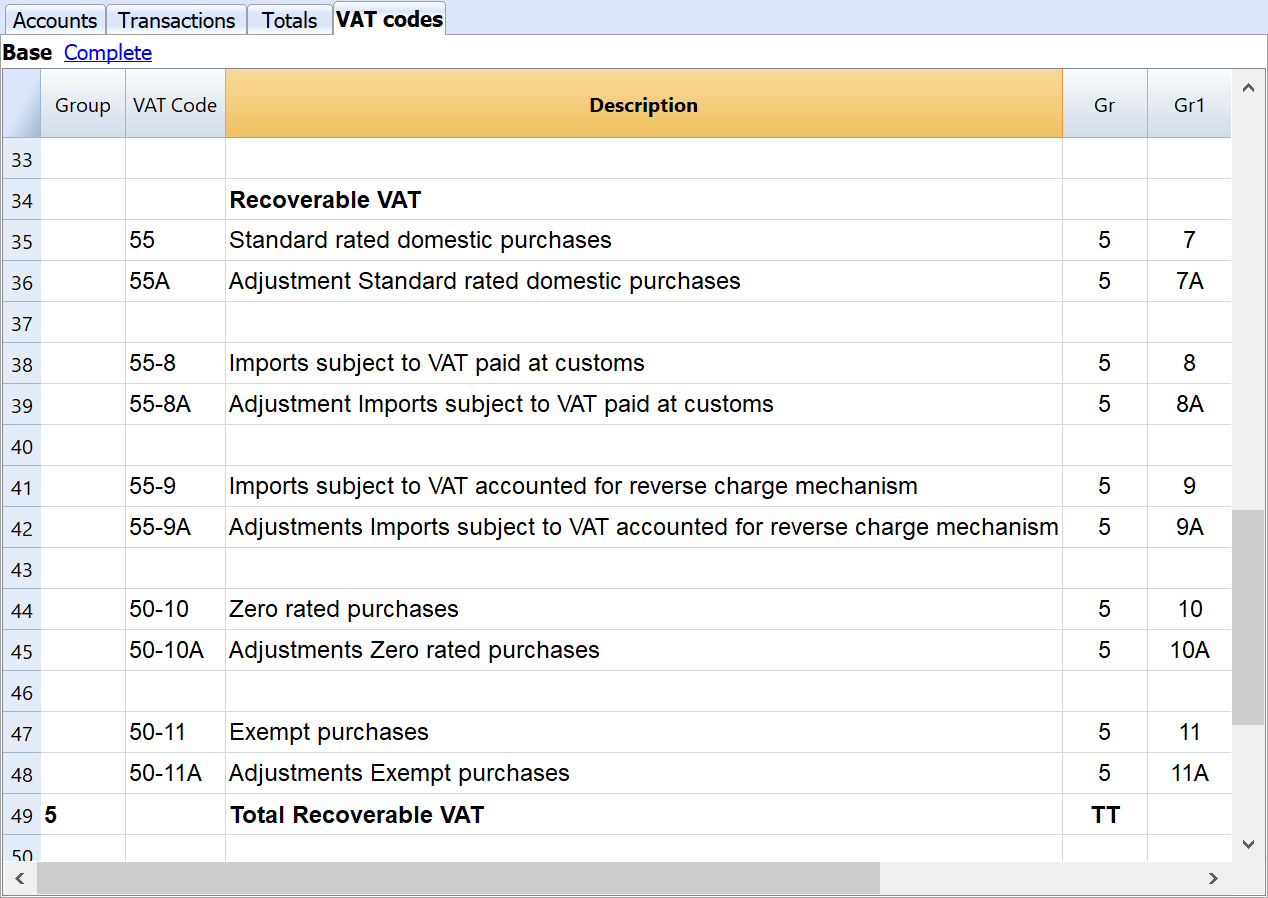 Accounts Transactions Totals VAT codes
Base Complete
Group VAT Code Description Gr Gr1
33
34 Recoverable VAT
35 55 Standard rated domestic purchases 5 7
36 55A Adjustment Standard rated domestic purchases 5 7A
37
38 55-8 Imports subject to VAT paid at customs 5 8
39 55-8A Adjustment Imports subject to VAT paid at customs 5 8A
40
41 55-9 Imports subject to VAT accounted for reverse charge mechanism 5 9
42 55-9A Adjustments Imports subject to VAT accounted for reverse charge mechanism 5 9A
43
44 50-10 Zero rated purchases 5 10
45 50-10A Adjustments Zero rated purchases 5 10A
46
47 50-11 Exempt purchases 5 11
48 50-11A Adjustments Exempt purchases 5 11A
49 5 Total Recoverable VAT TT
50